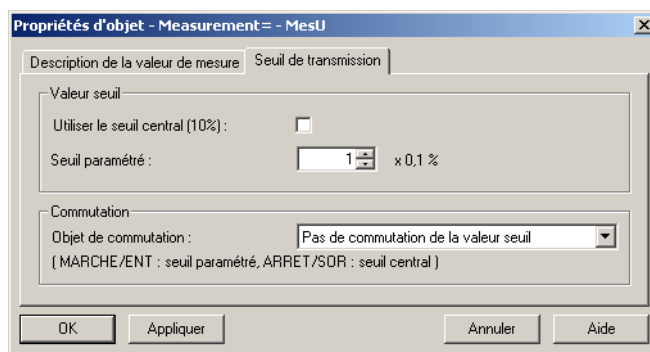 Propriétés d'objet - Measurement= - MesU
Description de la valeur de mesure
Seuil de transmission
Valeur seuil
Utiliser le seuil central (10%) :
Seuil paramétré : 1 x 0,1 %
Commutation
Objet de commutation : Pas de commutation de la valeur seuil
( MARCHE/ENT : seuil paramétré, ARRET/SOR : seuil central )
OK Appliquer Annuler Aide